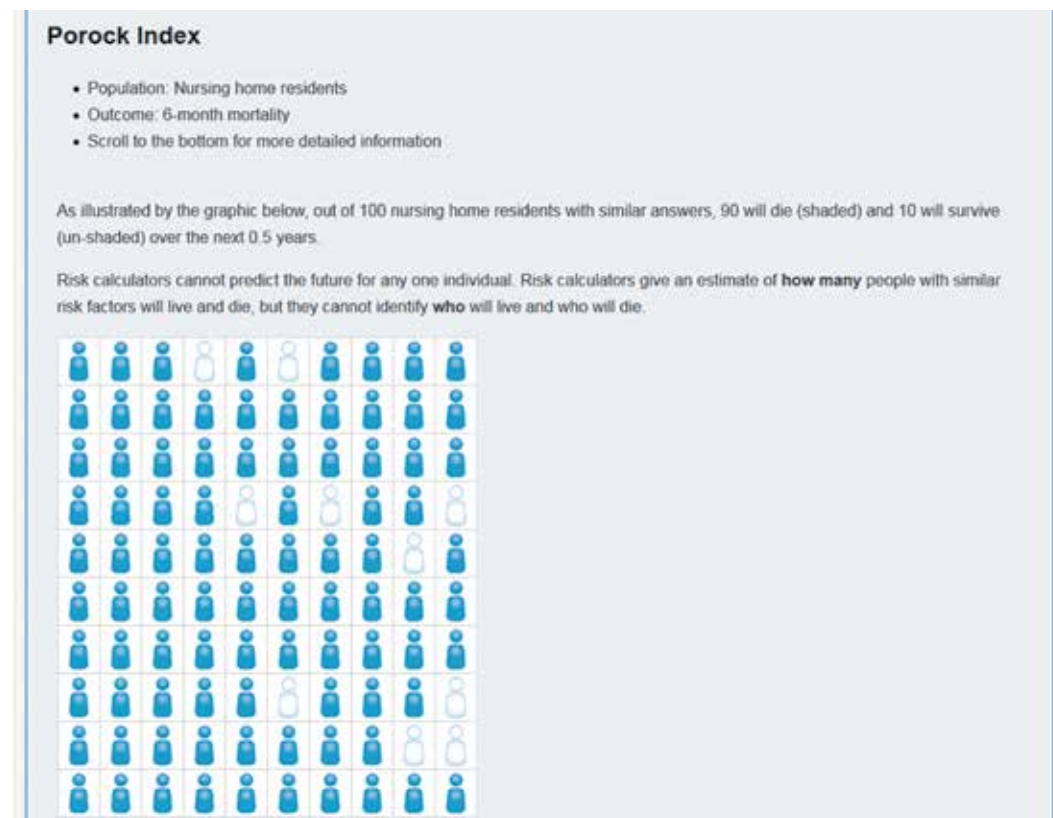 Porock Index
• Population: Nursing home residents
• Outcome: 6-month mortality
• Scroll to the bottom for more detailed information
As illustrated by the graphic below, out of 100 nursing home residents with similar answers, 90 will die (shaded) and 10 will survive
(un-shaded) over the next 0.5 years.
Risk calculators cannot predict the future for any one individual. Risk calculators give an estimate of how many people with similar
risk factors will live and die, but they cannot identify who will live and who will die.